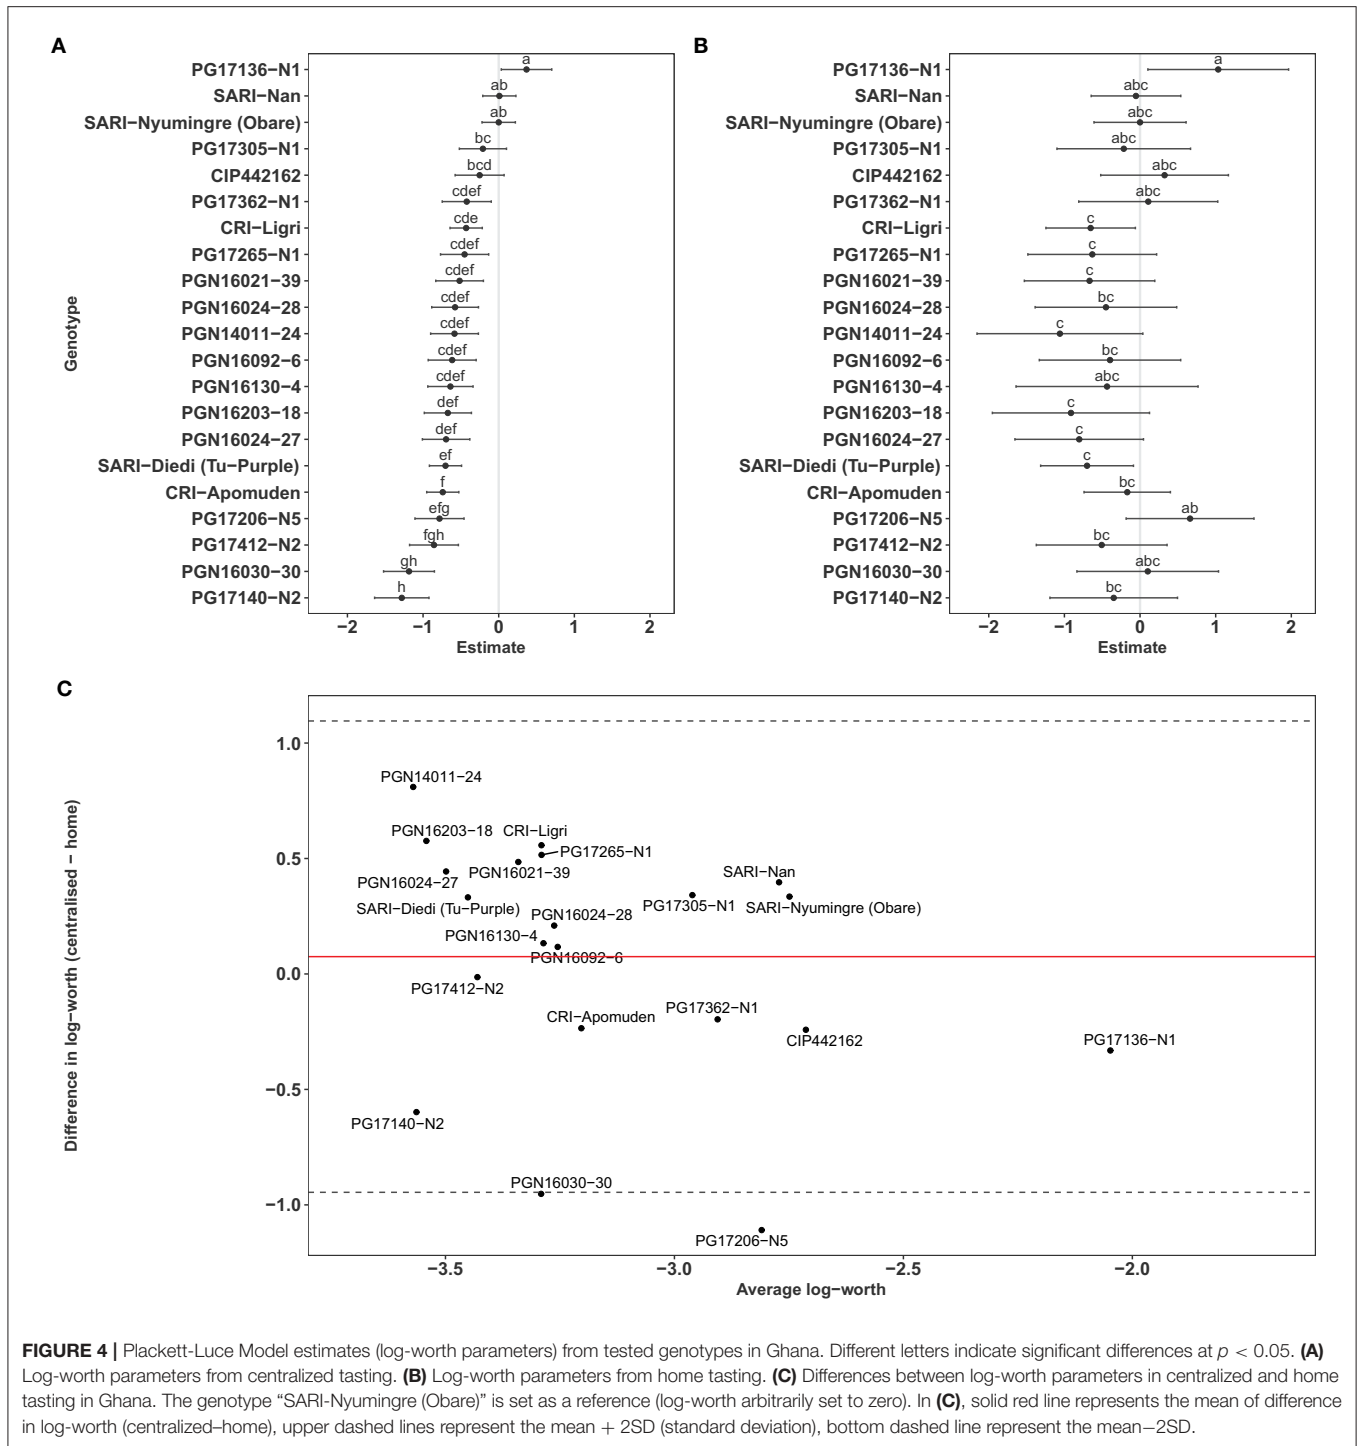 A
B
PG17136−N1
a
SARI−Nan
ab
SARI−Nyumingre (Obare)
ab
PG17305−N1
bc
CIP442162
bcd
PG17362−N1
cdef
CRI−Ligri
cde
PG17265−N1
cdef
PGN16021−39
cdef
PGN16024−28
cdef
PGN14011−24
cdef
PGN16092−6
cdef
PGN16130−4
cdef
PGN16203−18
def
PGN16024−27
def
SARI−Diedi (Tu−Purple)
ef
CRI−Apomuden
f
PG17206−N5
efg
PG17412−N2
fgh
PGN16030−30
gh
PG17140−N2
h
Genotype
−2 −1 0 1 2
Estimate
PG17136−N1
a
SARI−Nan
abc
SARI−Nyumingre (Obare)
abc
PG17305−N1
abc
CIP442162
abc
PG17362−N1
abc
CRI−Ligri
c
PG17265−N1
c
PGN16021−39
c
PGN16024−28
bc
PGN14011−24
c
PGN16092−6
bc
PGN16130−4
abc
PGN16203−18
c
PGN16024−27
c
SARI−Diedi (Tu−Purple)
c
CRI−Apomuden
bc
PG17206−N5
ab
PG17412−N2
bc
PGN16030−30
abc
PG17140−N2
bc
−2 −1 0 1 2
Estimate
C
Difference in log−worth (centralised − home)
1.0
0.5
0.0
−0.5
−1.0
PGN14011−24
PGN16203−18
CRI−Ligri
PG17265−N1
PGN16021−39
PGN16024−27
SARI−Nan
SARI−Diedi (Tu−Purple)
PG17305−N1
SARI−Nyumingre (Obare)
PGN16024−28
PGN16130−4
PGN16092−6
PG17412−N2
PG17362−N1
CRI−Apomuden
CIP442162
PG17136−N1
PG17140−N2
PGN16030−30
PG17206−N5
−3.5 −3.0 −2.5 −2.0
Average log−worth
FIGURE 4 | Plackett-Luce Model estimates (log-worth parameters) from tested genotypes in Ghana. Different letters indicate significant differences at p < 0.05. (A)
Log-worth parameters from centralized tasting. (B) Log-worth parameters from home tasting. (C) Differences between log-worth parameters in centralized and home
tasting in Ghana. The genotype “SARI-Nyumingre (Obare)” is set as a reference (log-worth arbitrarily set to zero). In (C), solid red line represents the mean of difference
in log-worth (centralized–home), upper dashed lines represent the mean + 2SD (standard deviation), bottom dashed line represent the mean−2SD.